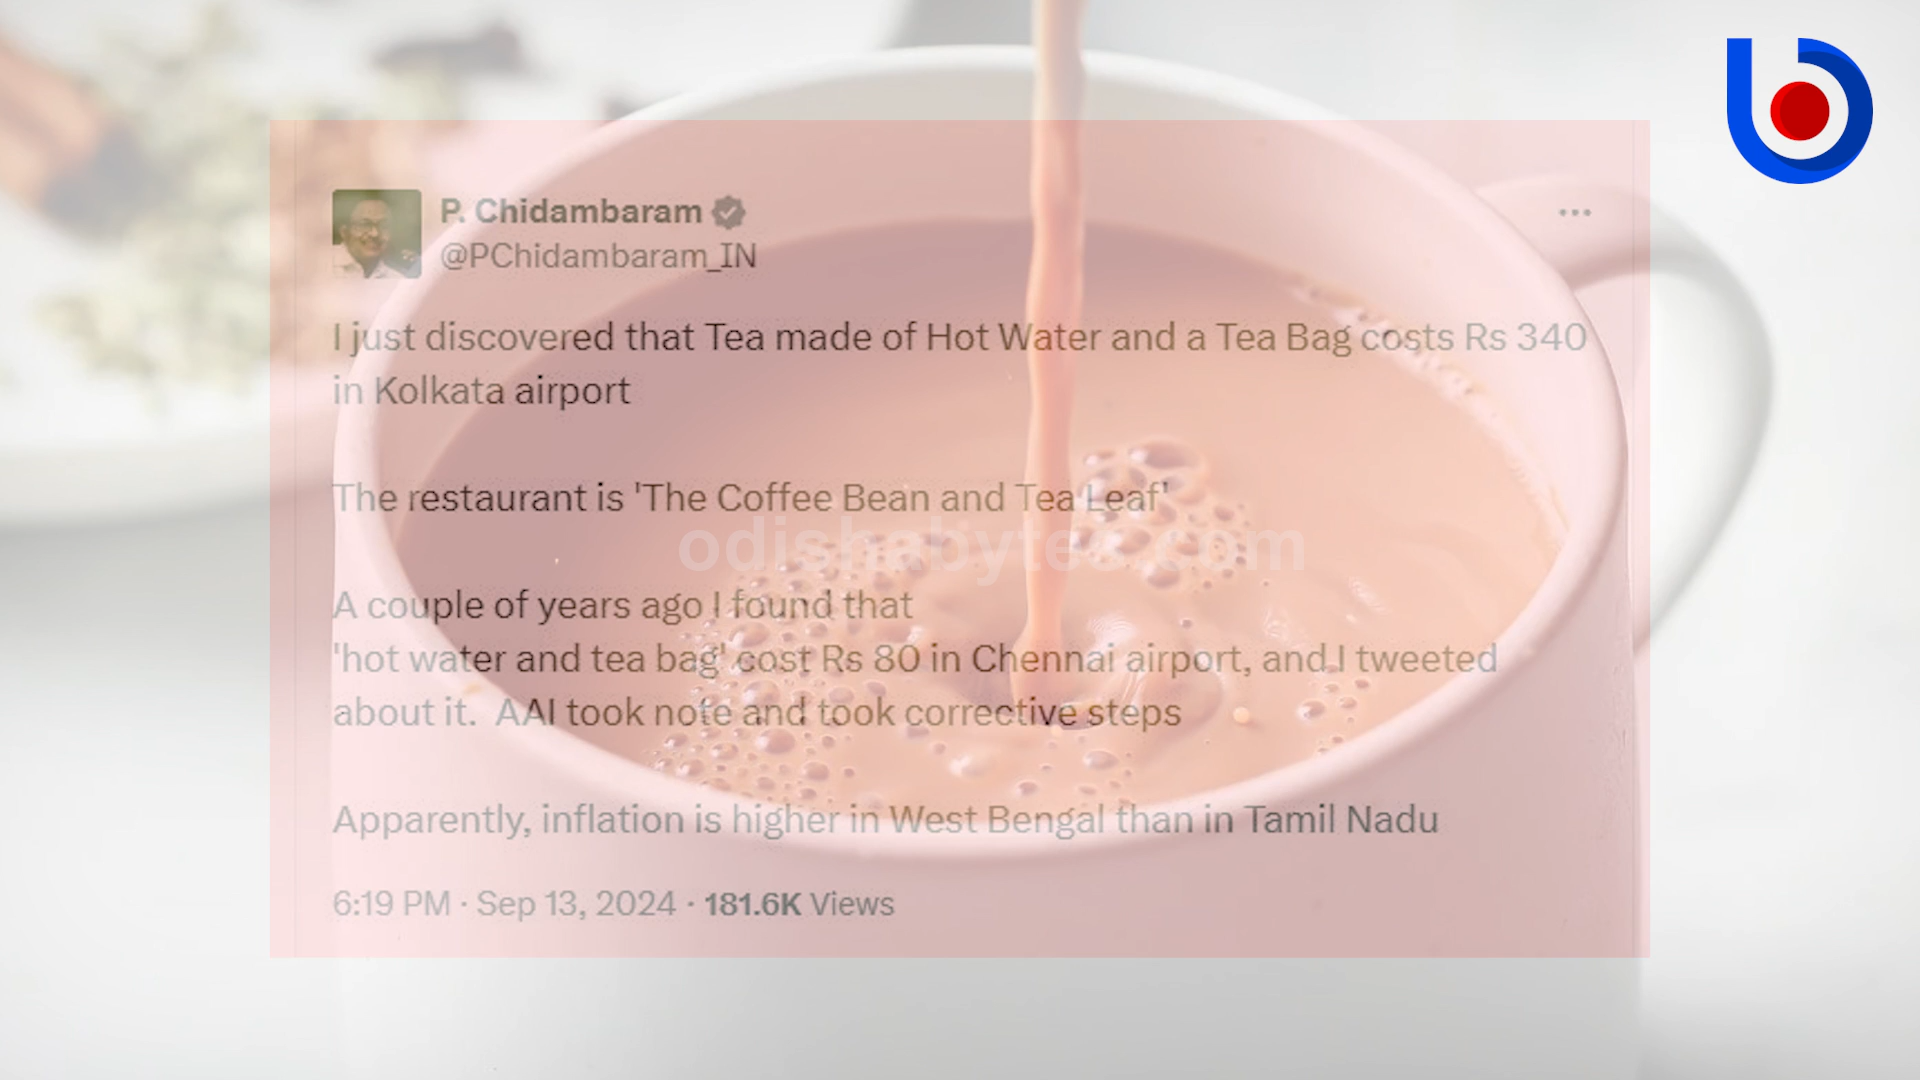 P. Chidambaram
@PChidambaram_IN
I just discovered that Tea made of Hot Water and a Tea Bag costs Rs 340
in Kolkata airport
The restaurant is 'The Coffee Bean and Tea Leaf'
odishabytes.com
A couple of years ago I found that
'hot water and tea bag' cost Rs 80 in Chennai airport, and I tweeted
about it. AAI took note and took corrective steps
Apparently, inflation is higher in West Bengal than in Tamil Nadu
6:19 PM · Sep 13, 2024 · 181.6K Views